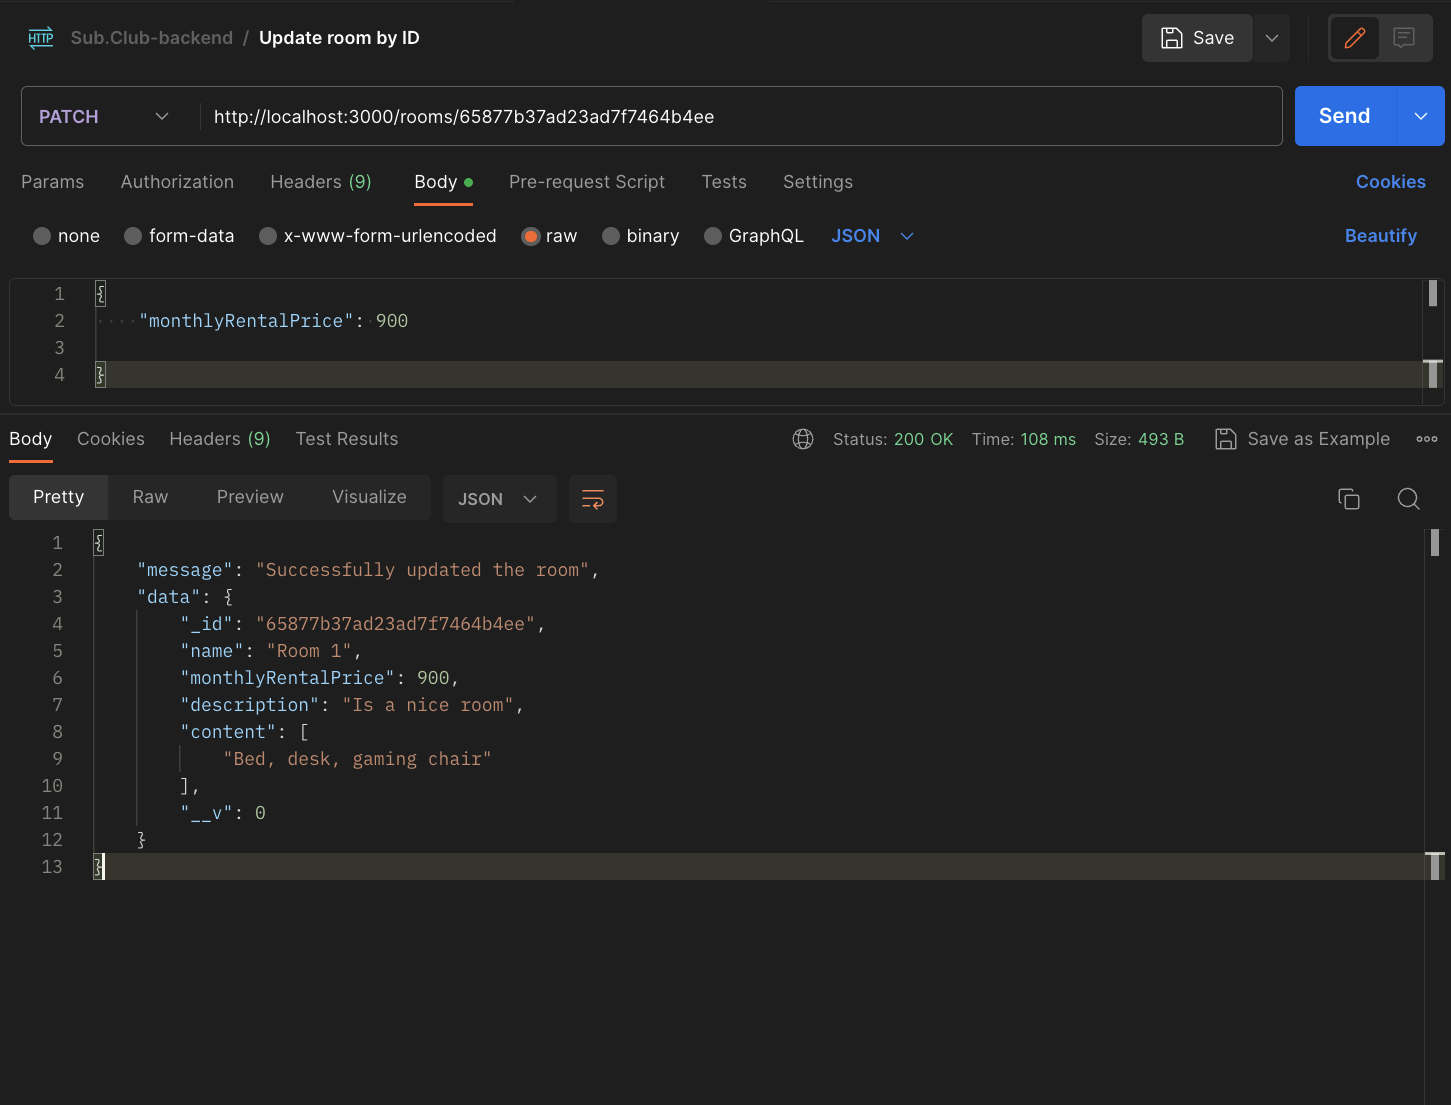 HTTP Sub.Club-backend / Update room by ID Save
PATCH http://localhost:3000/rooms/65877b37ad23ad7f7464b4ee Send
Params Authorization Headers (9) Body Pre-request Script Tests Settings Cookies
none form-data x-www-form-urlencoded raw binary GraphQL JSON Beautify
1 {
2 ····"monthlyRentalPrice":·900
3
4 }
Body Cookies Headers (9) Test Results Status: 200 OK Time: 108 ms Size: 493 B Save as Example
Pretty Raw Preview Visualize JSON
1 {
2 "message": "Successfully updated the room",
3 "data": {
4 "_id": "65877b37ad23ad7f7464b4ee",
5 "name": "Room 1",
6 "monthlyRentalPrice": 900,
7 "description": "Is a nice room",
8 "content": [
9 "Bed, desk, gaming chair"
10 ],
11 "__v": 0
12 }
13 }